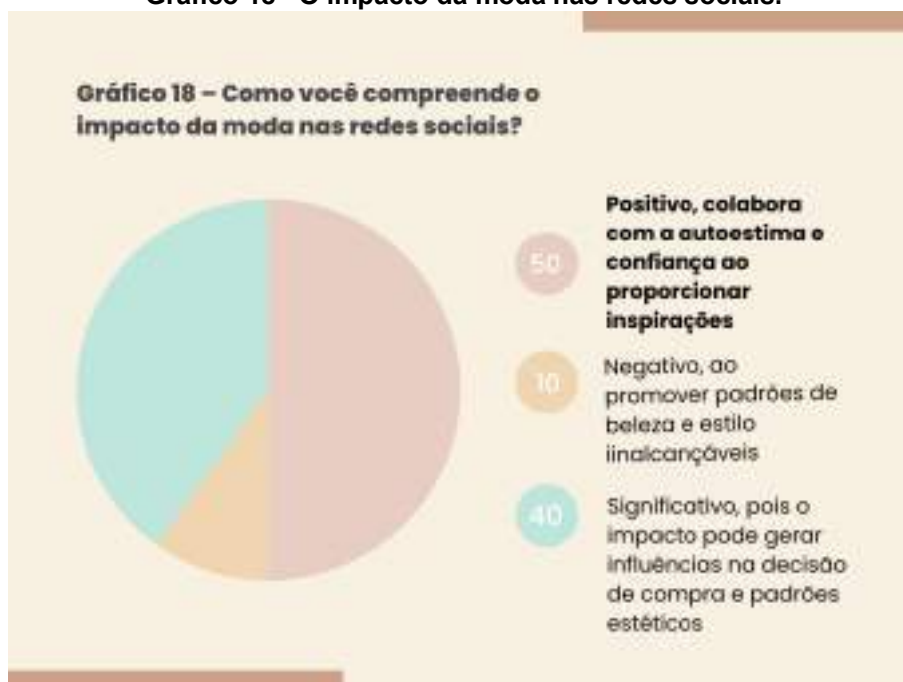 Gráfico 18 – Como você compreende o
impacto da moda nas redes sociais?
50
Positivo, colabora
com a autoestima e
confiança ao
proporcionar
inspirações
10
Negativo, ao
promover padrões de
beleza e estilo
iinalcançáveis
40
Significativo, pois o
impacto pode gerar
influências na decisão
de compra e padrões
estéticos